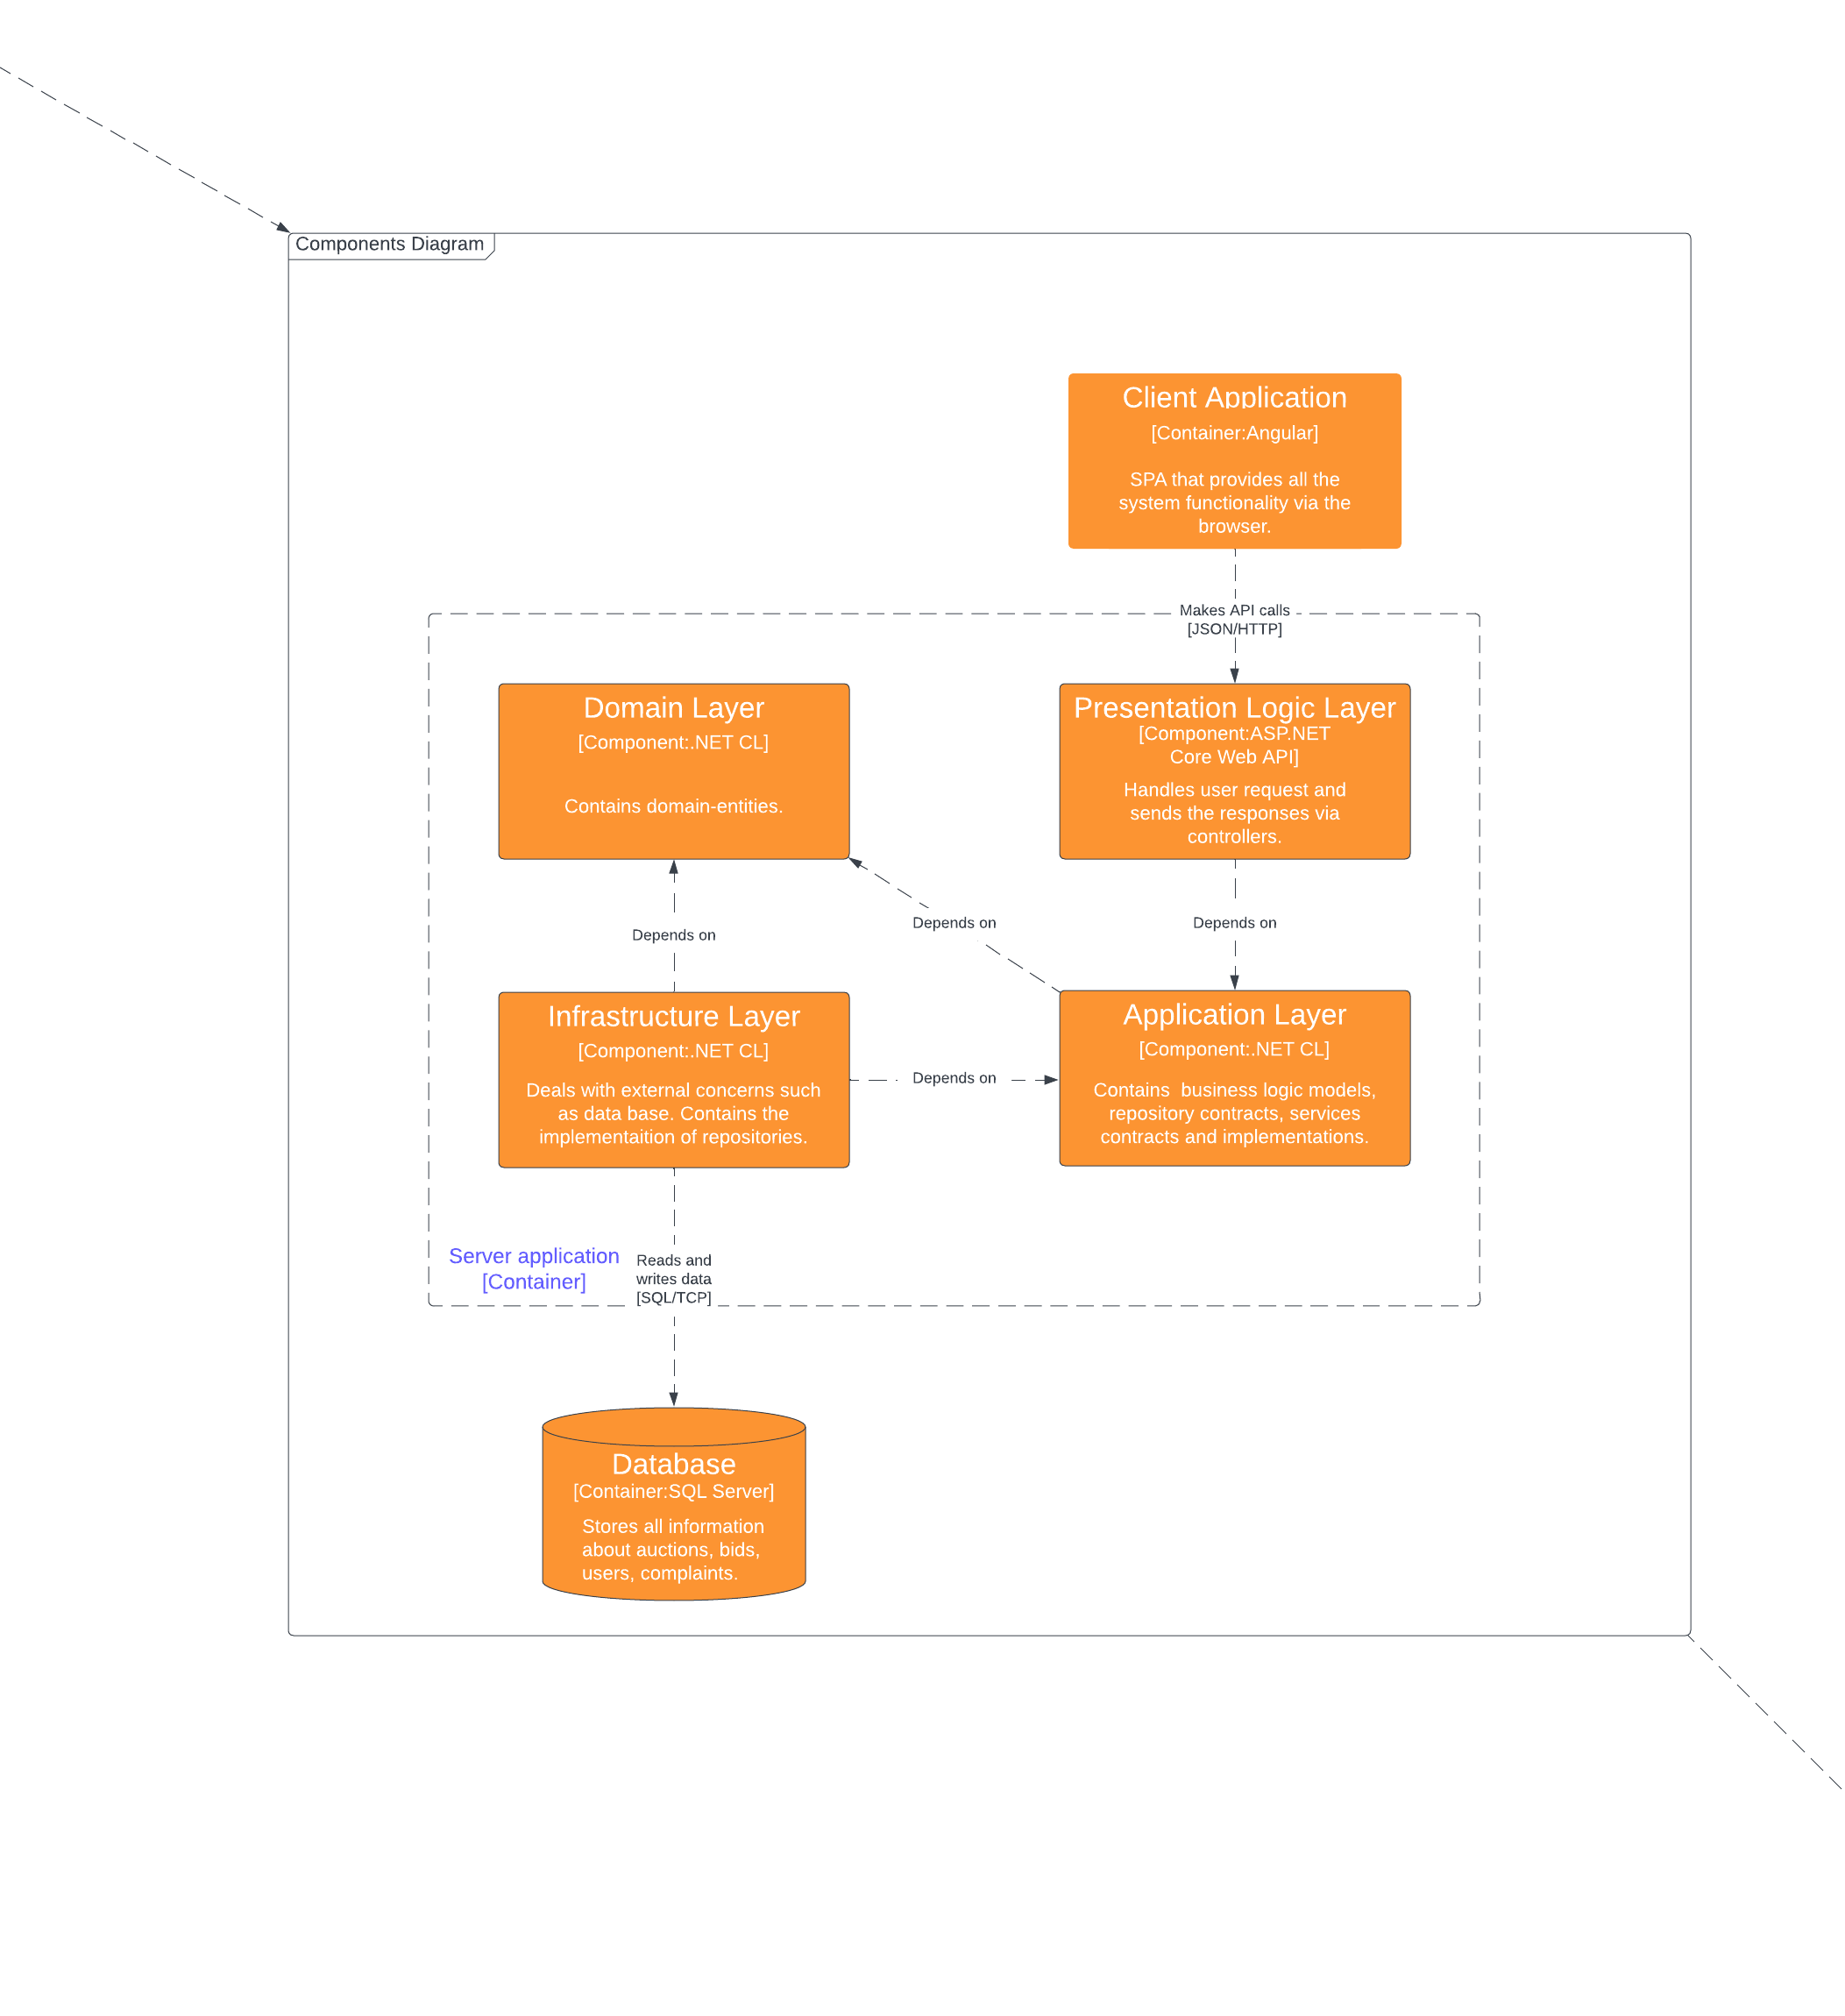 Components Diagram
Client Application
[Container:Angular]
SPA that provides all the
system functionality via the
browser.
Makes API calls
[JSON/HTTP]
Domain Layer
[Component:.NET CL]
Contains domain-entities.
Presentation Logic Layer
[Component:ASP.NET
Core Web API]
Handles user request and
sends the responses via
controllers.
Depends on
Depends on
Depends on
Infrastructure Layer
[Component:.NET CL]
Deals with external concerns such
as data base. Contains the
implementaition of repositories.
Depends on
Application Layer
[Component:.NET CL]
Contains  business logic models,
repository contracts, services
contracts and implementations.
Server application
[Container]
Reads and
writes data
[SQL/TCP]
Database
[Container:SQL Server]
Stores all information
about auctions, bids,
users, complaints.